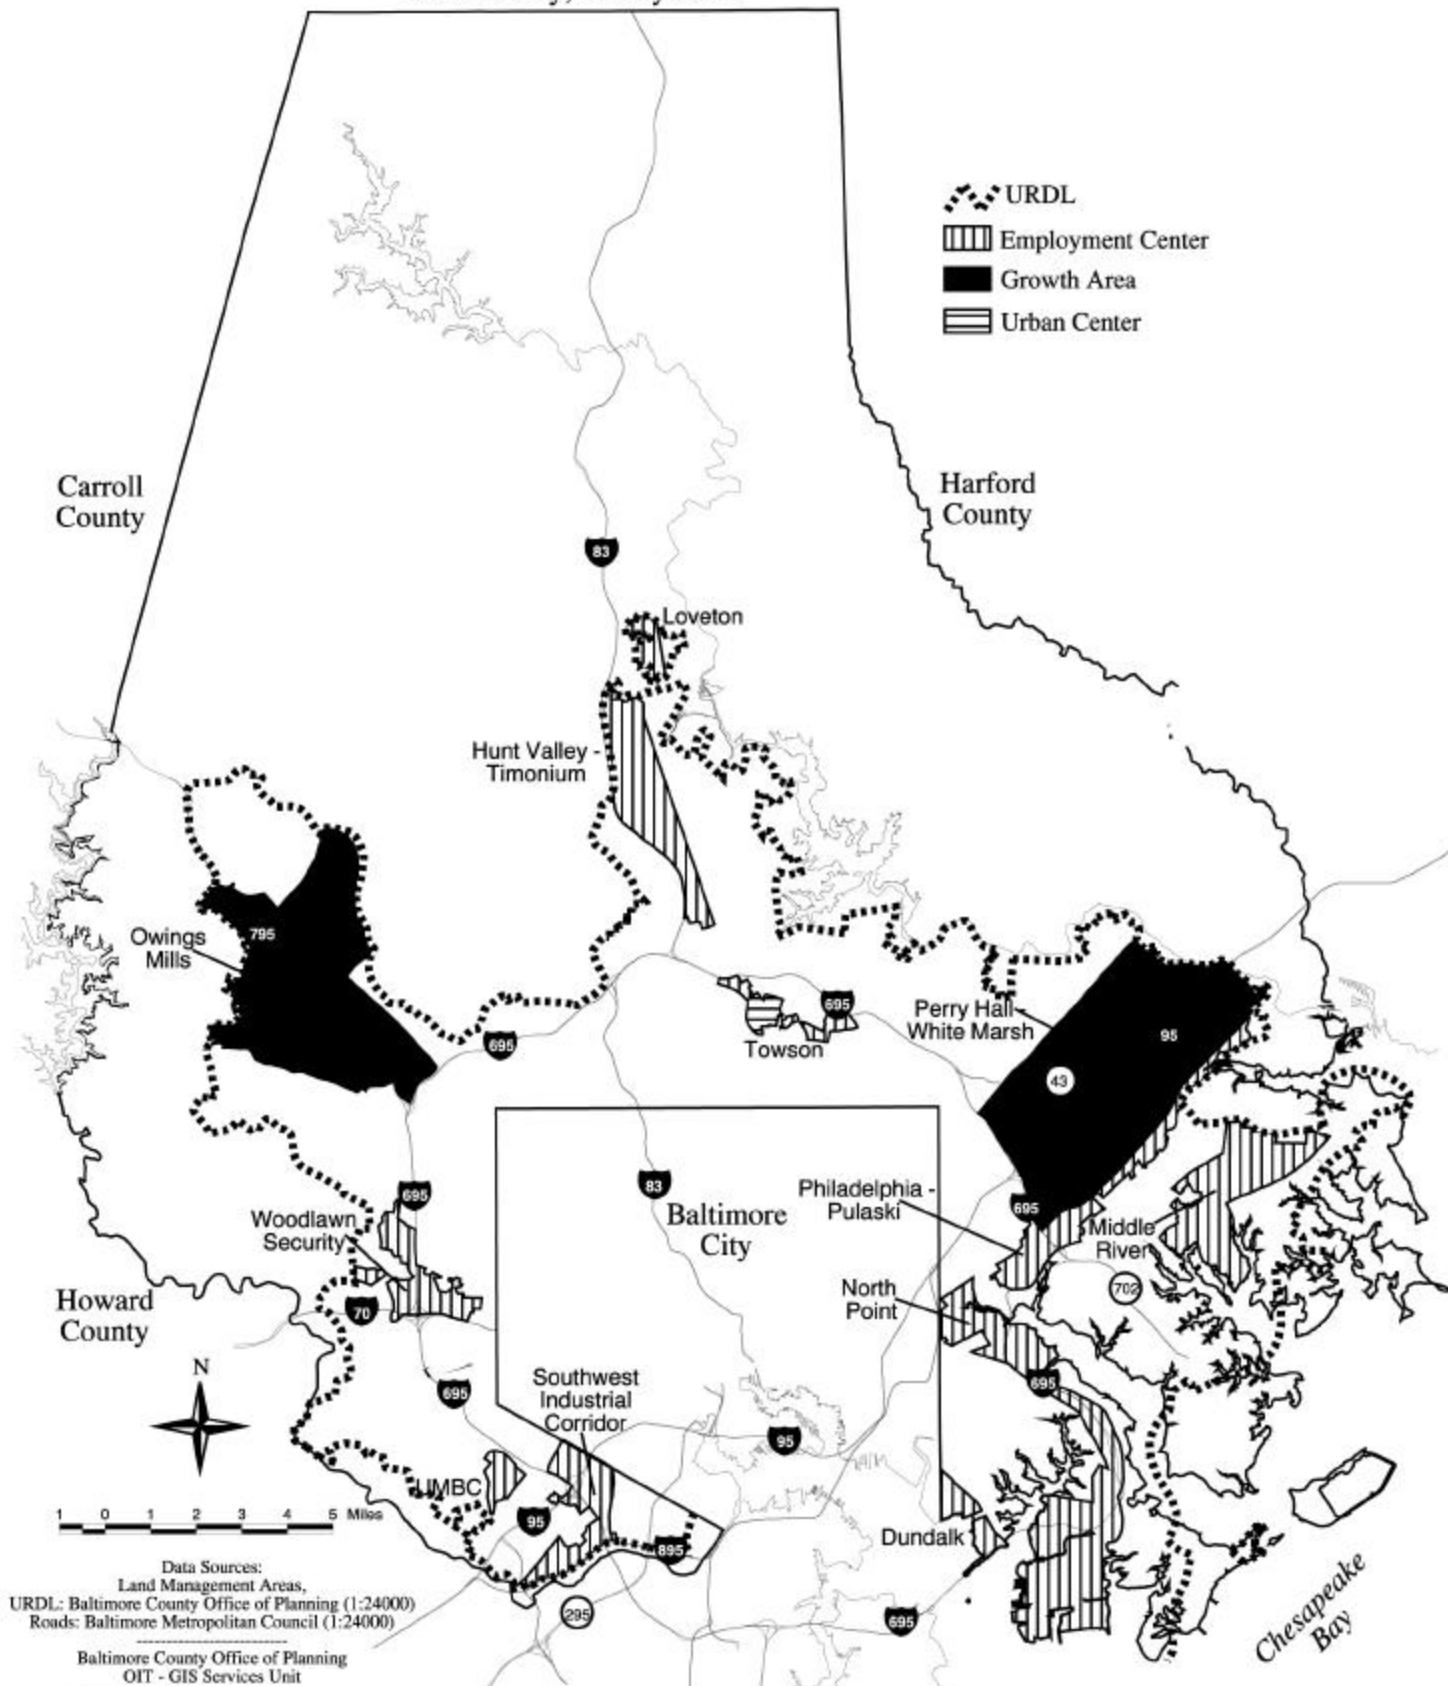 URDL
Employment Center
Growth Area
Urban Center
Carroll
County
Harford
County
83
Loveton
Hunt Valley -
Timonium
Owings
Mills
795
695
695
Towson
Perry Hall -
White Marsh
95
43
695
83
Baltimore
City
Philadelphia -
Pulaski
695
Middle
River
Woodlawn
Security
North
Point
702
Howard
County
70
N
695
Southwest
Industrial
Corridor
695
95
UMBC
95
895
Dundalk
295
695
Chesapeake
Bay
1 0 1 2 3 4 5 Miles
Data Sources:
Land Management Areas,
URDL: Baltimore County Office of Planning (1:24000)
Roads: Baltimore Metropolitan Council (1:24000)
--------------------------
Baltimore County Office of Planning
OIT - GIS Services Unit